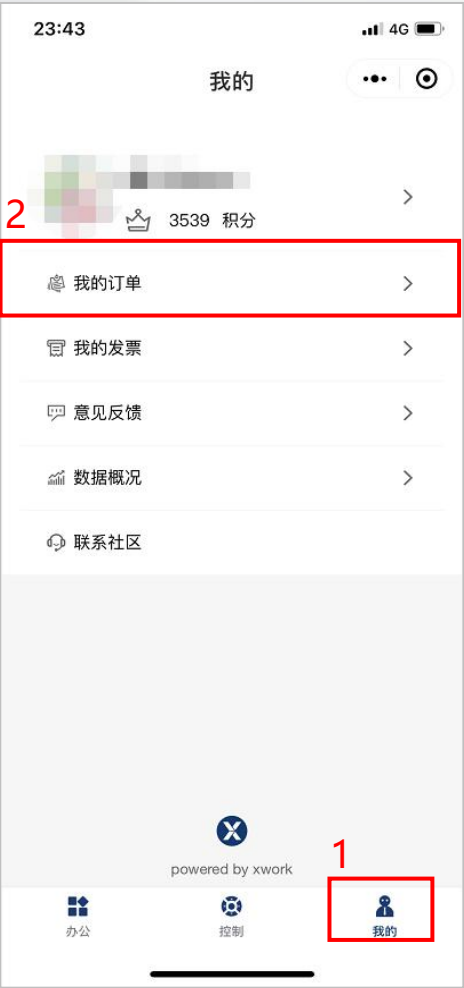 23:43
4G
我的
2
3539 积分
我的订单
我的发票
意见反馈
数据概况
联系社区
X
powered by xwork
1
办公
控制
我的